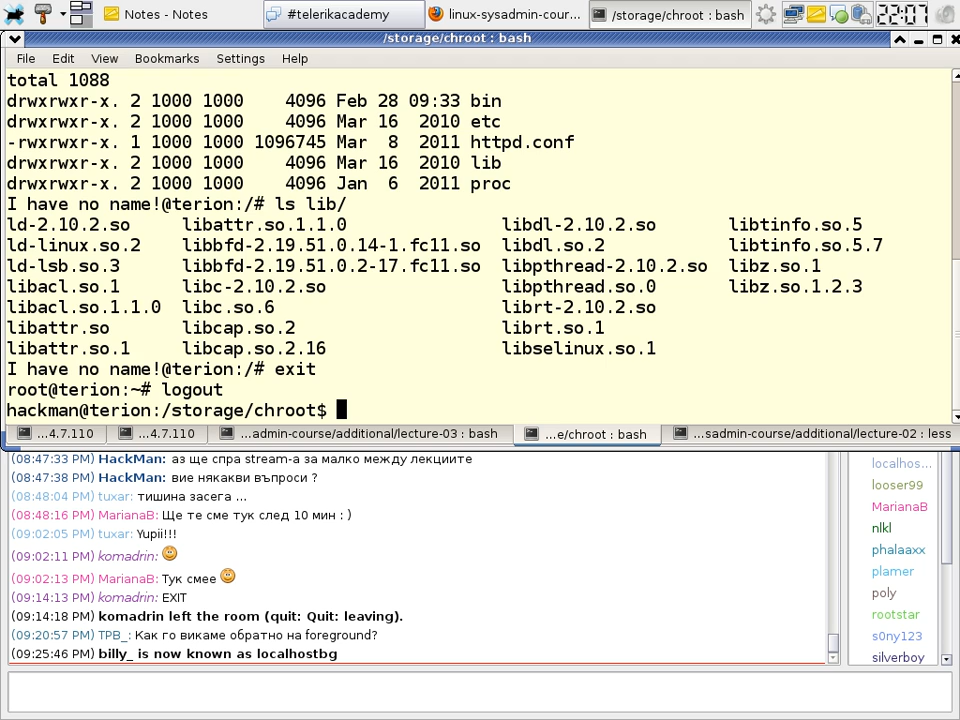 Notes - Notes
#telerikacademy
linux-sysadmin-cour...
/storage/chroot : bash
22:07
/storage/chroot : bash
File Edit View Bookmarks Settings Help
total 1088
drwxrwxr-x. 2 1000 1000    4096 Feb 28 09:33 bin
drwxrwxr-x. 2 1000 1000    4096 Mar 16  2010 etc
-rwxrwxr-x. 1 1000 1000 1096745 Mar  8  2011 httpd.conf
drwxrwxr-x. 2 1000 1000    4096 Mar 16  2010 lib
drwxrwxr-x. 2 1000 1000    4096 Jan  6  2011 proc
I have no name!@terion:/# ls lib/
ld-2.10.2.so     libattr.so.1.1.0               libdl-2.10.2.so       libtinfo.so.5
ld-linux.so.2    libbfd-2.19.51.0.14-1.fc11.so  libdl.so.2            libtinfo.so.5.7
ld-lsb.so.3      libbfd-2.19.51.0.2-17.fc11.so  libpthread-2.10.2.so  libz.so.1
libacl.so.1      libc-2.10.2.so                 libpthread.so.0       libz.so.1.2.3
libacl.so.1.1.0  libc.so.6                      librt-2.10.2.so
libattr.so       libcap.so.2                    librt.so.1
libattr.so.1     libcap.so.2.16                 libselinux.so.1
I have no name!@terion:/# exit
root@terion:~# logout
hackman@terion:/storage/chroot$
...4.7.110 ...4.7.110 ...admin-course/additional/lecture-03 : bash ...e/chroot : bash ...sadmin-course/additional/lecture-02 : less
(08:47:33 PM) HackMan: аз ще спра stream-а за малко между лекциите
(08:47:38 PM) HackMan: вие някакви въпроси ?
(08:48:04 PM) tuxar: тишина засега ...
(08:48:16 PM) MarianaB: Ще те сме тук след 10 мин : )
(09:02:05 PM) tuxar: Yupii!!!
(09:02:11 PM) komadrin:
(09:02:13 PM) MarianaB: Тук смее
(09:14:13 PM) komadrin: EXIT
(09:14:18 PM) komadrin left the room (quit: Quit: leaving).
(09:20:57 PM) TPB_: Как го викаме обратно на foreground?
(09:25:46 PM) billy_ is now known as localhostbg
localhos...
looser99
MarianaB
nlkl
phalaaxx
plamer
poly
rootstar
s0ny123
silverboy